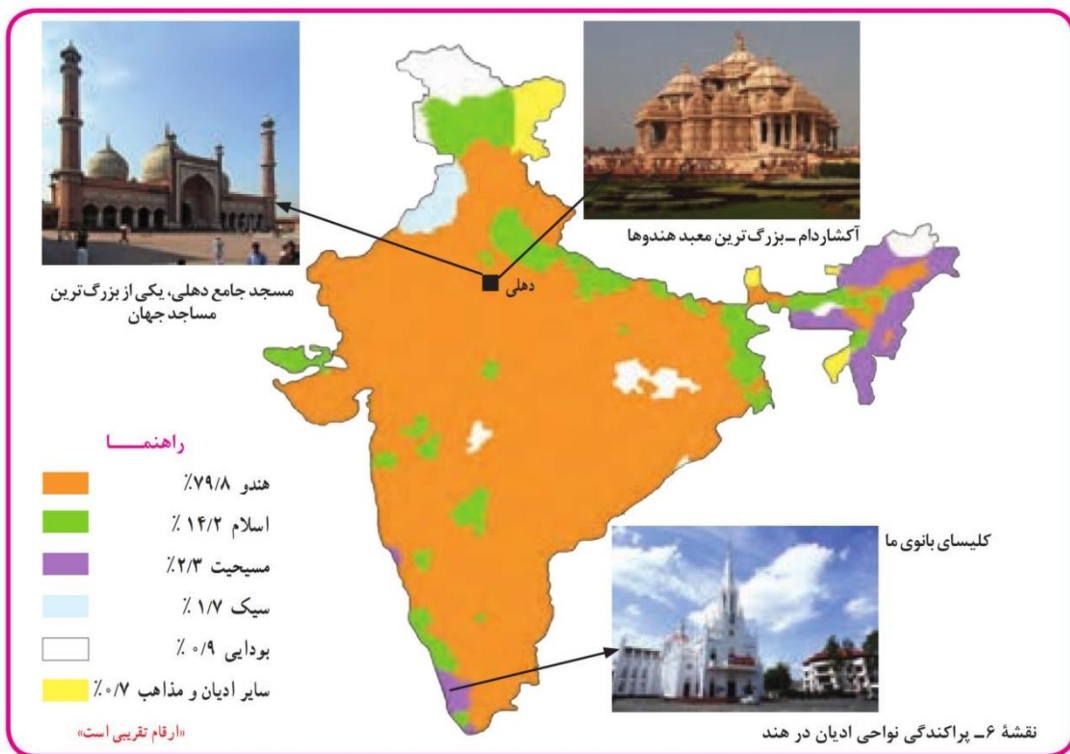 آکشاردام ـ بزرگ‌ترین معبد هندوها
مسجد جامع دهلی، یکی از بزرگ‌ترین
مساجد جهان
دهلی
راهنمـــــا
هندو ۷۹/۸٪
اسلام ۱۴/۲ ٪
مسیحیت ۲/۳٪
سیک ۱/۷ ٪
بودایی ۰/۹ ٪
سایر ادیان و مذاهب ۰/۷٪
«ارقام تقریبی است»
کلیسای بانوی ما
نقشهٔ ۶ـ پراکندگی نواحی ادیان در هند